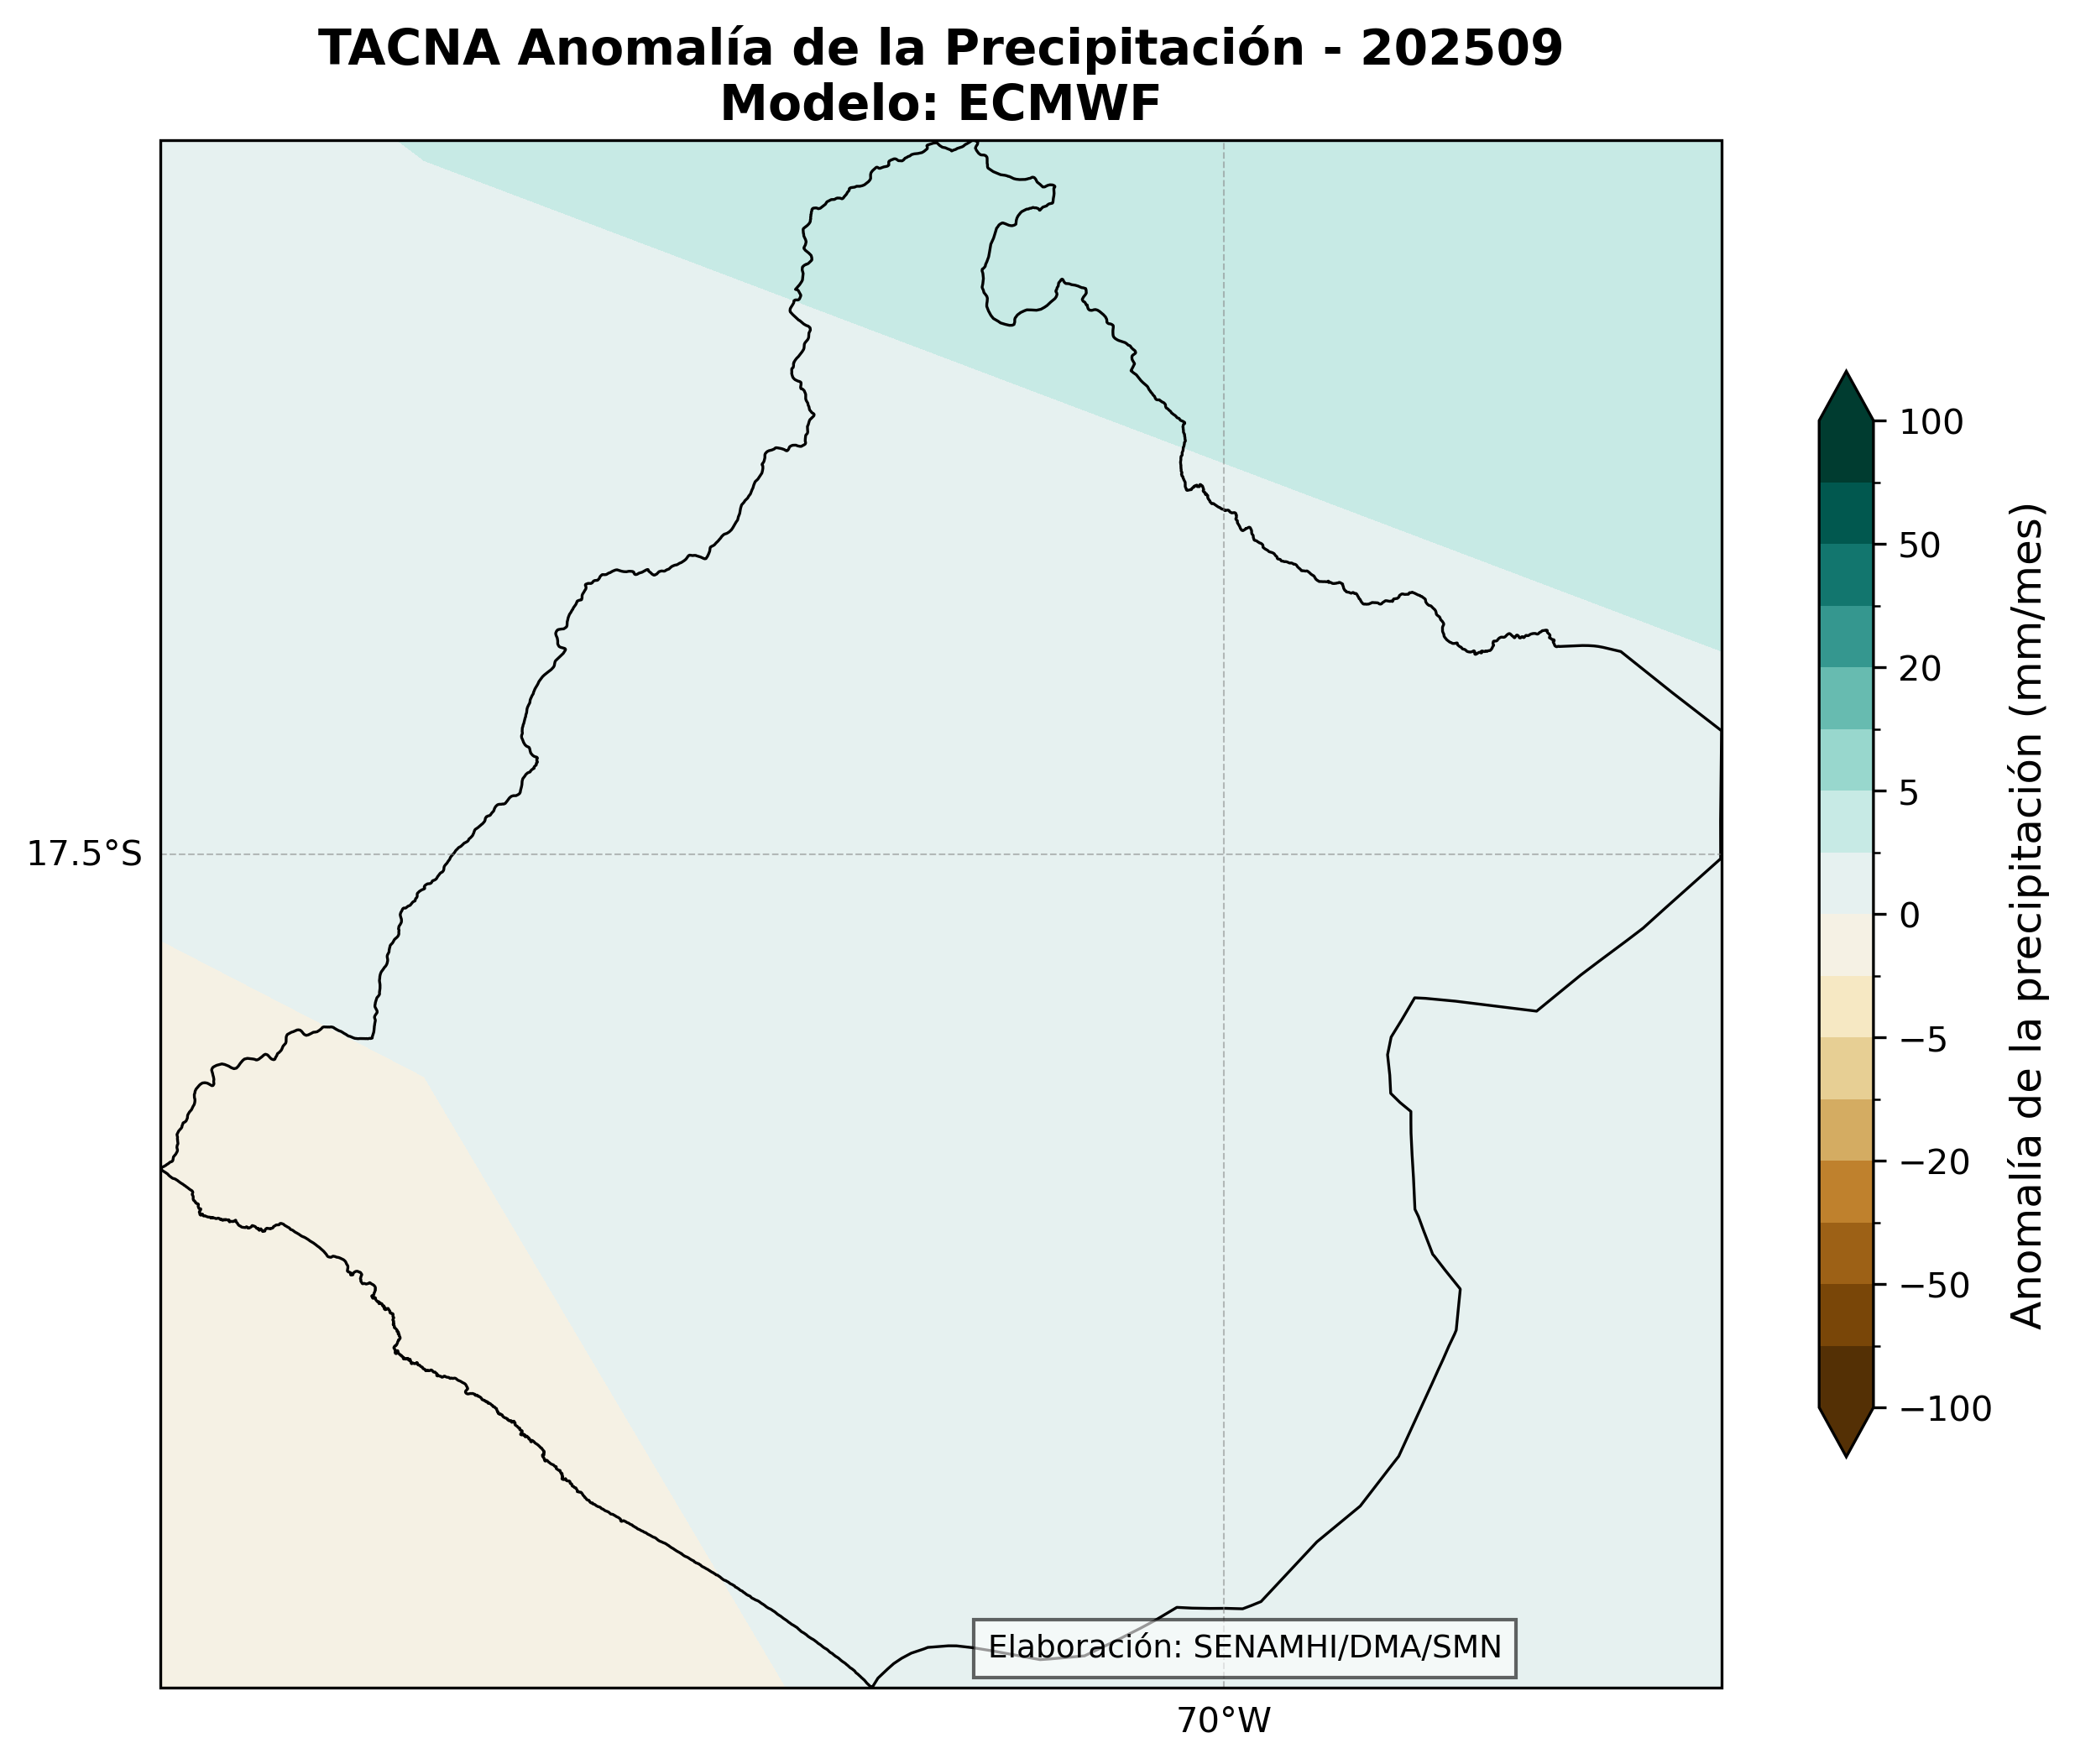 TACNA Anomalía de la Precipitación - 202509
Modelo: ECMWF
17.5°S
70°W
Elaboración: SENAMHI/DMA/SMN
100
50
20
5
0
−5
−20
−50
−100
Anomalía de la precipitación (mm/mes)